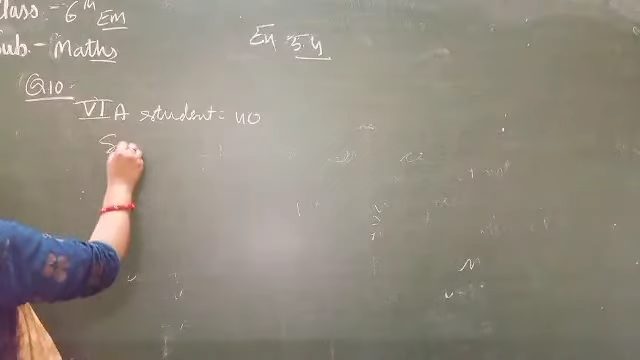 Class :- 6th Em
Sub. - Maths
Ex 5.4
Q10.
VI A student = 40
S